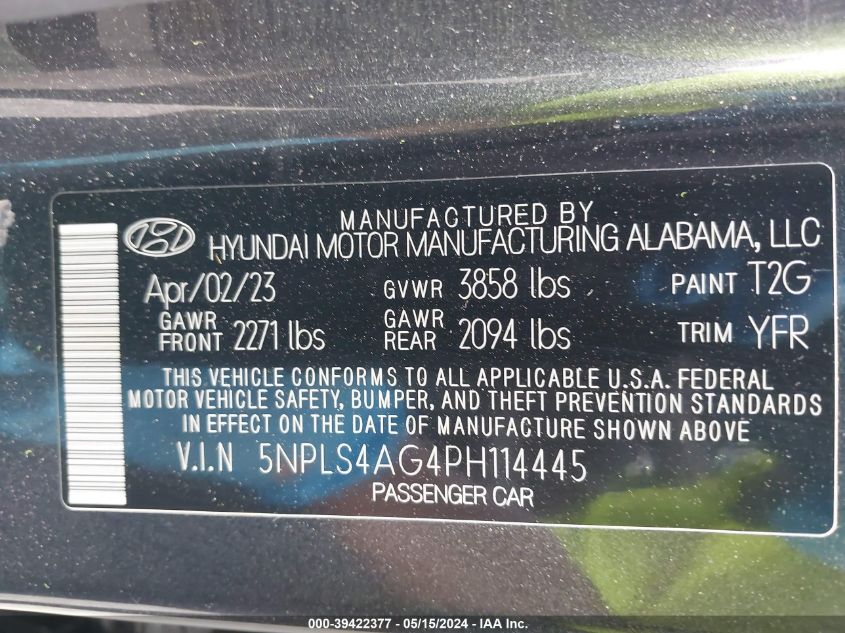 MANUFACTURED BY
HYUNDAI MOTOR MANUFACTURING ALABAMA, LLC
Apr/02/23 GVWR 3858 lbs PAINT T2G
GAWR FRONT 2271 lbs GAWR REAR 2094 lbs TRIM YFR
THIS VEHICLE CONFORMS TO ALL APPLICABLE U.S.A. FEDERAL
MOTOR VEHICLE SAFETY, BUMPER, AND THEFT PREVENTION STANDARDS
IN EFFECT ON THE DATE OF MANUFACTURE SHOWN ABOVE
V.I.N 5NPLS4AG4PH114445
PASSENGER CAR
000-39422377 - 05/15/2024 - © IAA, Inc.